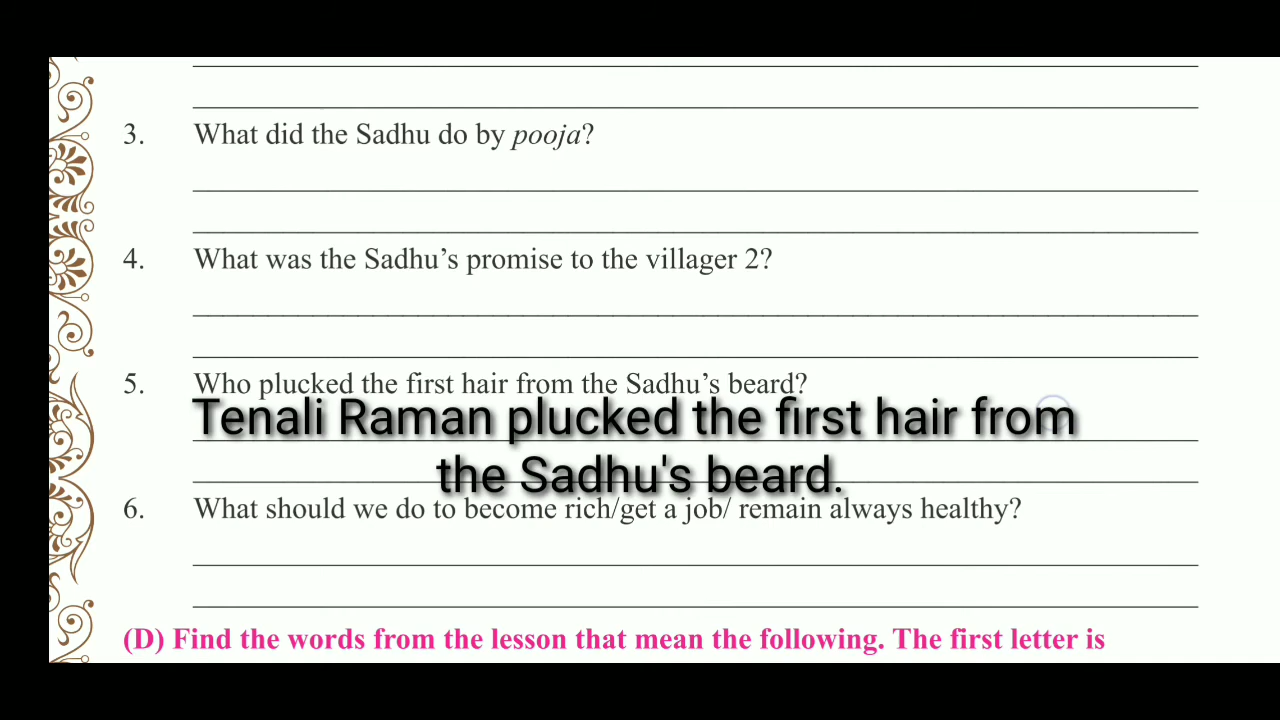 3. What did the Sadhu do by pooja?
4. What was the Sadhu's promise to the villager 2?
5. Who plucked the first hair from the Sadhu's beard?
Tenali Raman plucked the first hair from
the Sadhu's beard.
6. What should we do to become rich/get a job/ remain always healthy?
(D) Find the words from the lesson that mean the following. The first letter is